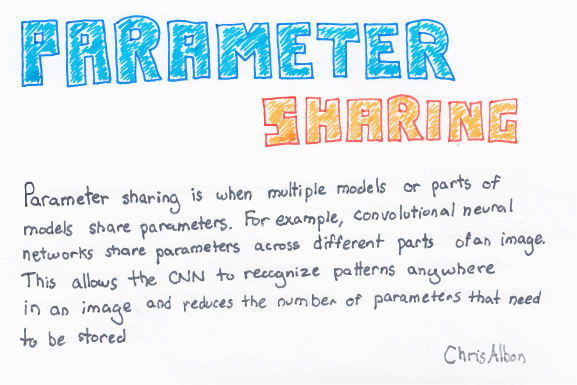 PARAMETER
SHARING
Parameter sharing is when multiple models or parts of
models share parameters. For example, convolutional neural
networks share parameters across different parts of an image.
This allows the CNN to recognize patterns anywhere
in an image and reduces the number of parameters that need
to be stored
Chris Albon